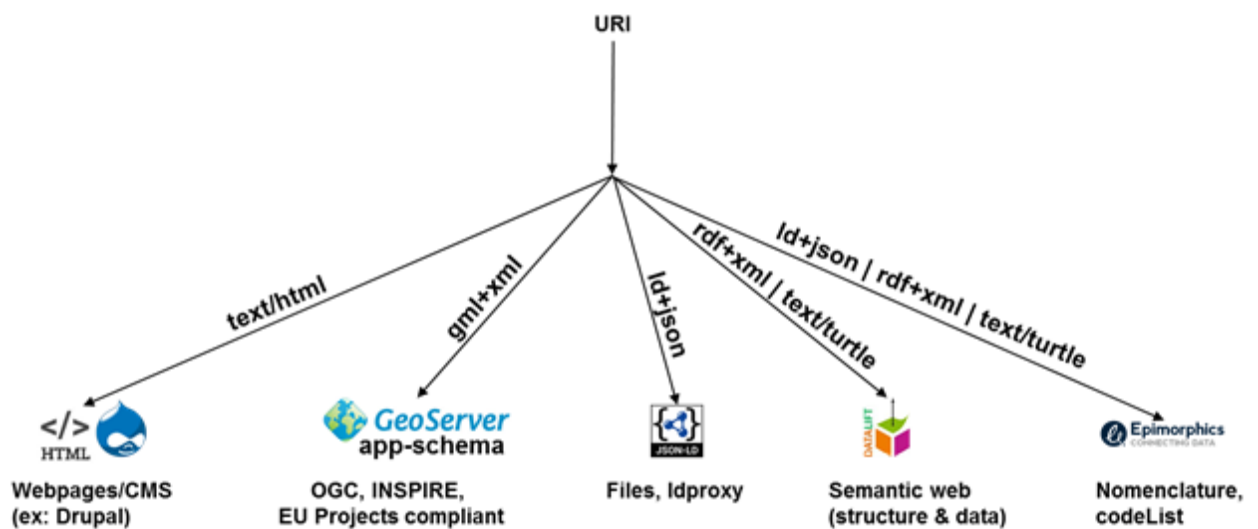 URI
text/html
gml+xml
ld+json
rdf+xml | text/turtle
ld+json | rdf+xml | text/turtle
</>
HTML
GeoServer
app-schema
{ }
JSON-LD
DATALIFT
Epimorphics
CONNECTING DATA
Webpages/CMS
(ex: Drupal)
OGC, INSPIRE,
EU Projects compliant
Files, ldproxy
Semantic web
(structure & data)
Nomenclature,
codeList